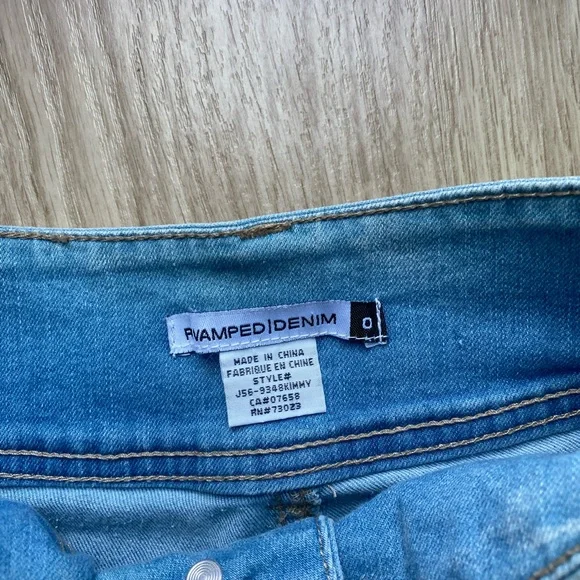 RVAMPED|DENIM 0
MADE IN CHINA
FABRIQUE EN CHINE
STYLE#
J56-9348KIMMY
CA#07658
RN#73023